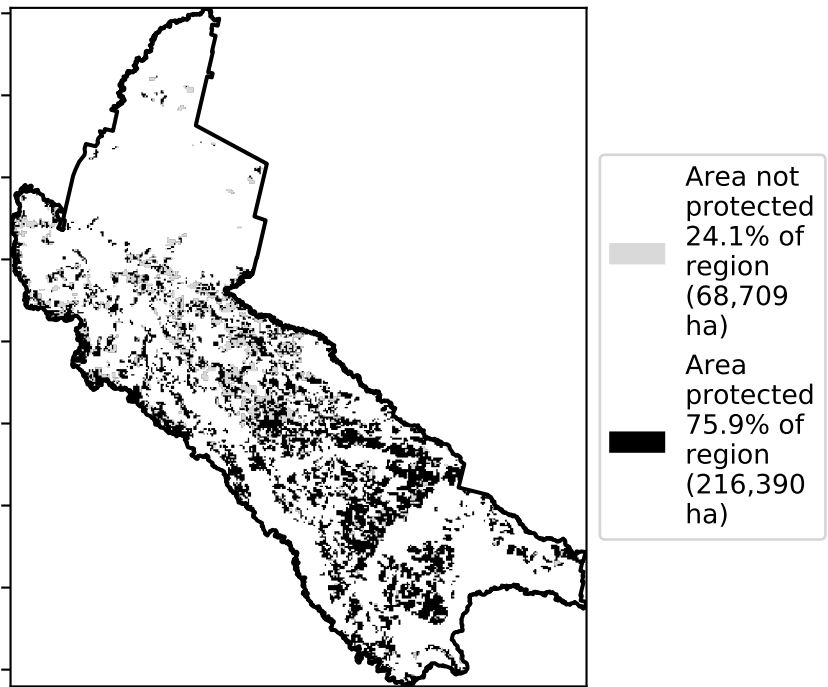 Area not
protected
24.1% of
region
(68,709
ha)
Area
protected
75.9% of
region
(216,390
ha)